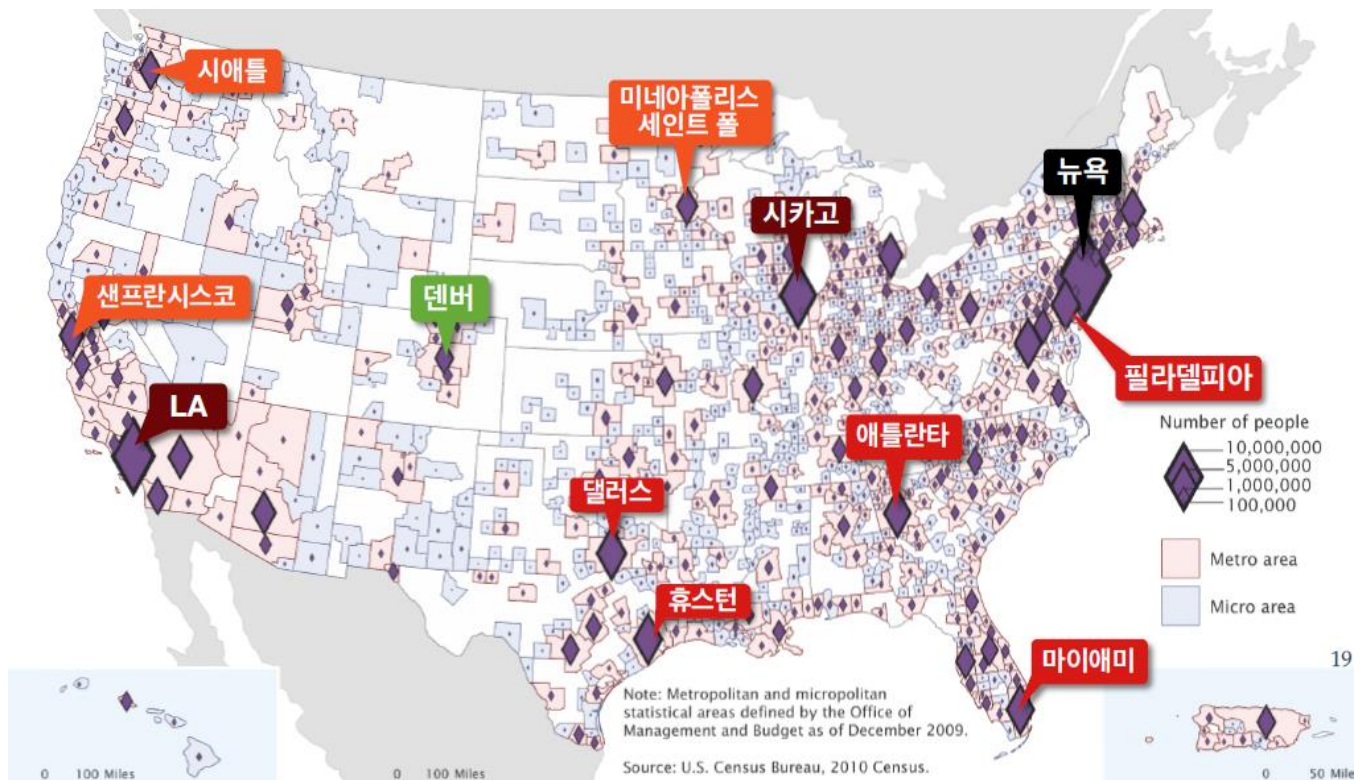 시애틀
미네아폴리스
세인트 폴
뉴욕
시카고
샌프란시스코
덴버
필라델피아
LA
애틀란타
댈러스
휴스턴
마이애미
Number of people
10,000,000
5,000,000
1,000,000
100,000
Metro area
Micro area
19
Note: Metropolitan and micropolitan
statistical areas defined by the Office of
Management and Budget as of December 2009.
Source: U.S. Census Bureau, 2010 Census.
0 100 Miles
0 100 Miles
0 50 Miles